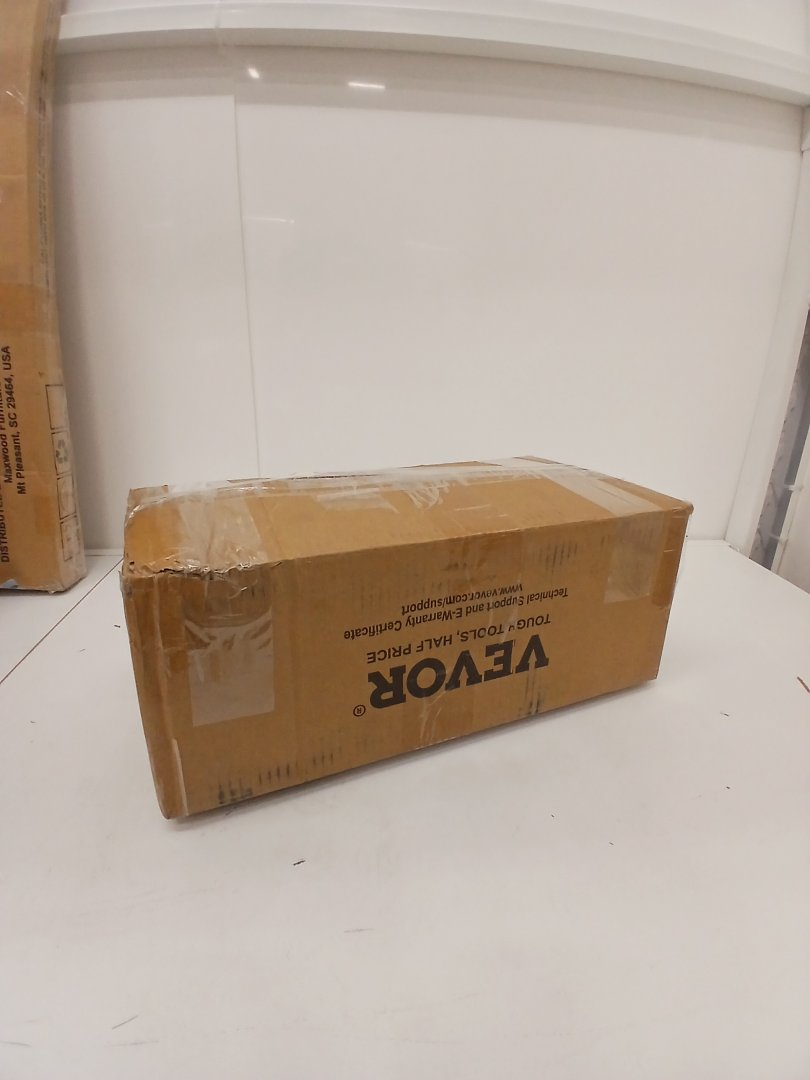 VEVOR®
TOUGH TOOLS, HALF PRICE
Technical Support and E-Warranty Certificate
www.vevor.com/support
Maxwood Furniture
Mt Pleasant, SC 29464, USA